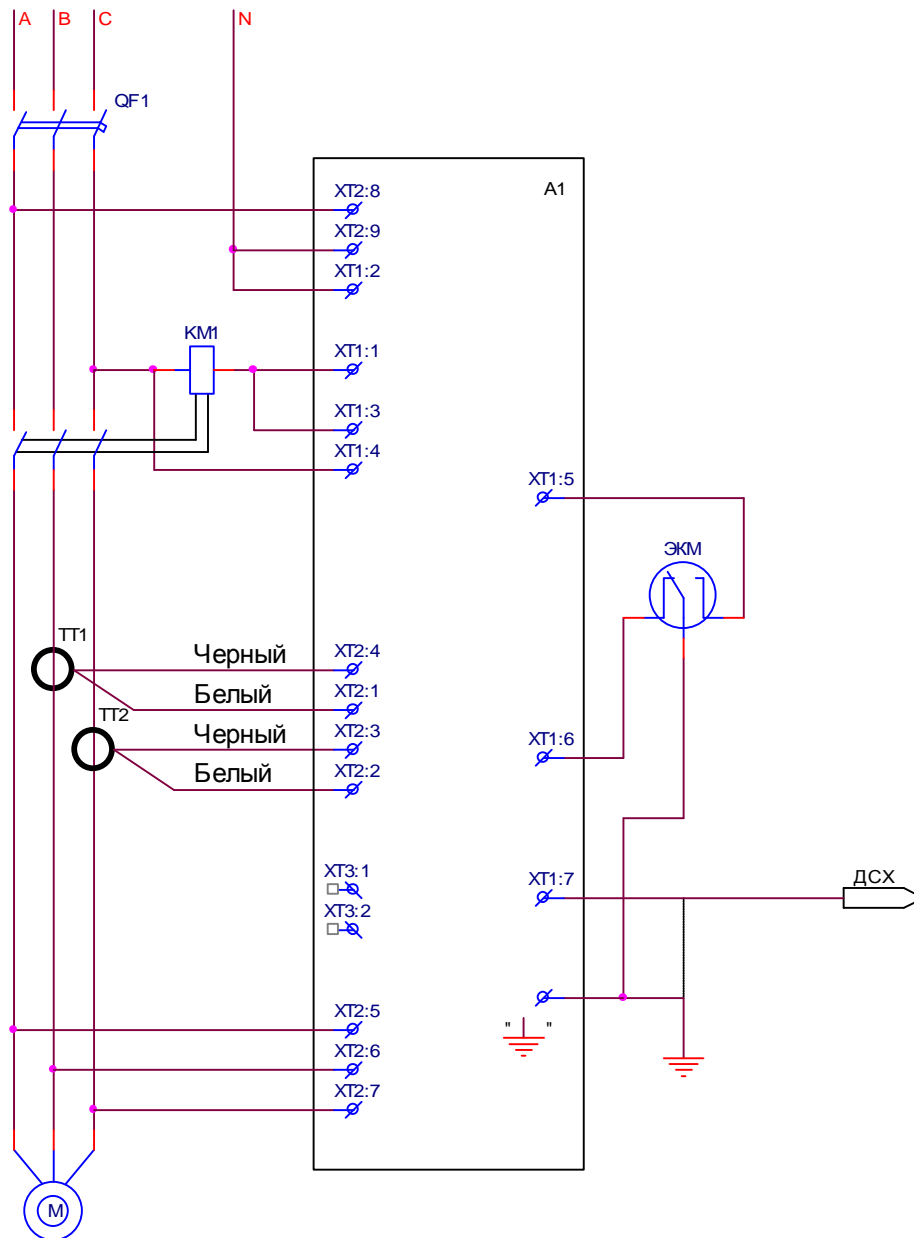 A B C N
QF1
A1
XT2:8
XT2:9
XT1:2
KM1
XT1:1
XT1:3
XT1:4
XT1:5
ЭКМ
TT1
Черный
XT2:4
Белый
XT2:1
TT2
Черный
XT2:3
XT1:6
Белый
XT2:2
XT3:1
XT1:7
ДСХ
XT3:2
XT2:5
" "
XT2:6
XT2:7
M